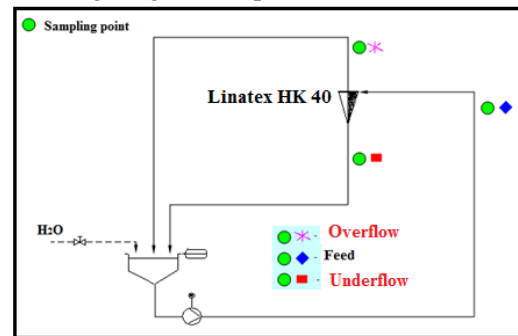 Sampling point
Linatex HK 40
H2O
- Overflow
- Feed
- Underflow